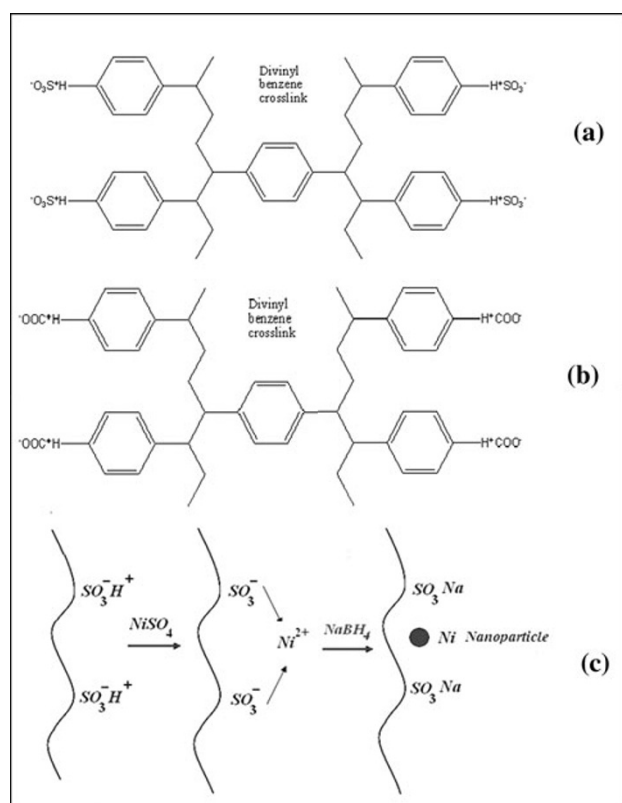 Divinyl
benzene
crosslink
⁻O₃S⁺H
H⁺SO₃⁻
(a)
⁻O₃S⁺H
H⁺SO₃⁻
Divinyl
benzene
crosslink
⁻OOC⁺H
H⁺COO⁻
(b)
⁻OOC⁺H
H⁺COO⁻
SO₃⁻H⁺
NiSO₄
SO₃⁻
Ni²⁺
NaBH₄
SO₃Na
Ni Nanoparticle
(c)
SO₃⁻H⁺
SO₃⁻
SO₃Na